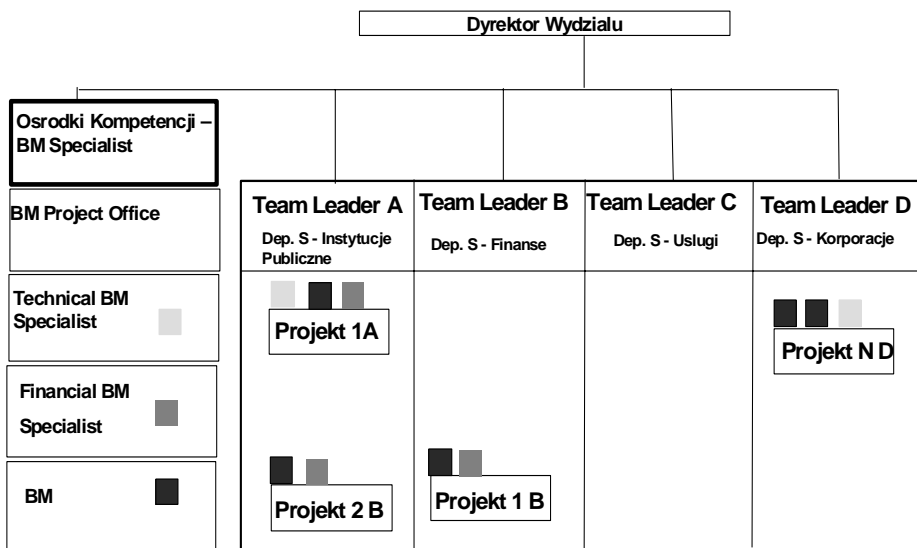 Dyrektor Wydzialu
Osrodki Kompetencji –
BM Specialist
BM Project Office
Technical BM
Specialist
Financial BM
Specialist
BM
Team Leader A
Dep. S - Instytucje
Publiczne
Team Leader B
Dep. S - Finanse
Team Leader C
Dep. S - Uslugi
Team Leader D
Dep. S - Korporacje
Projekt 1A
Projekt N D
Projekt 2 B
Projekt 1 B